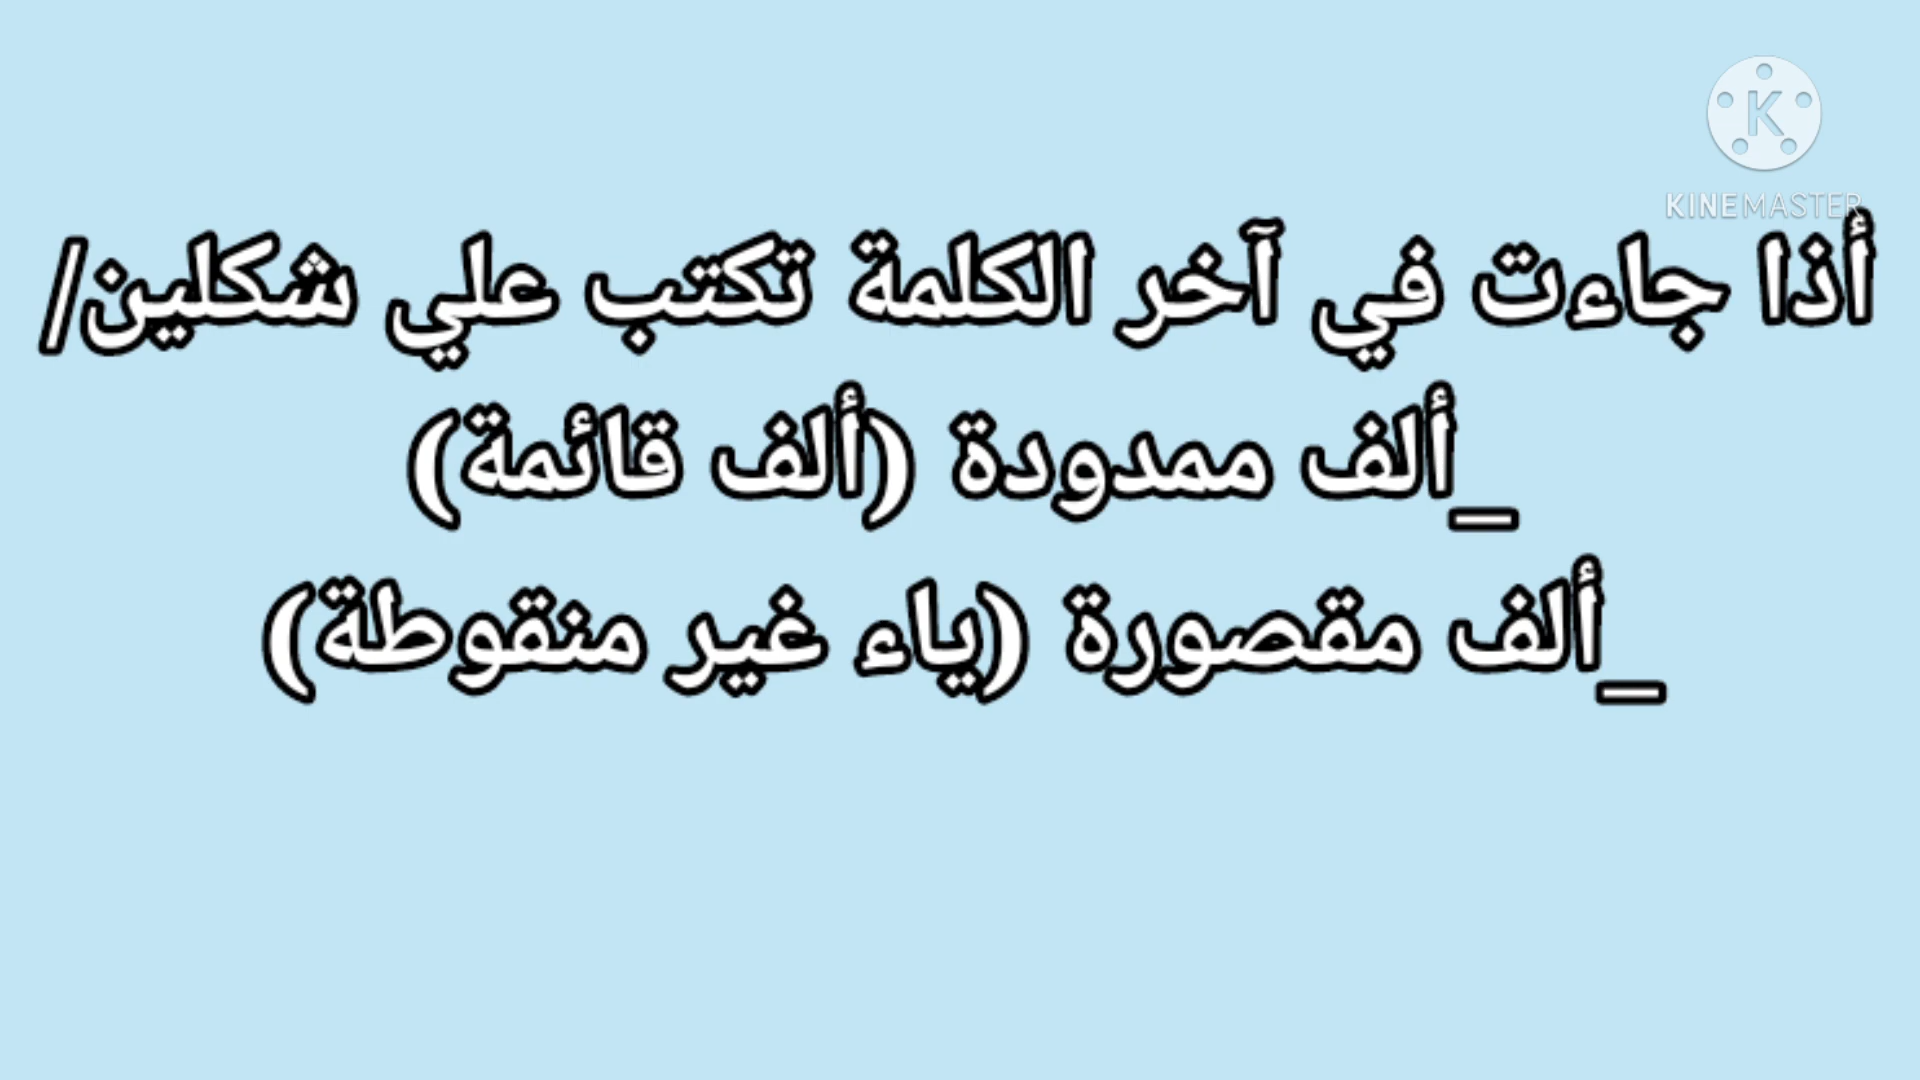 KINEMASTER
أذا جاءت في آخر الكلمة تكتب علي شكلين/
_ألف ممدودة (ألف قائمة)
_ألف مقصورة (ياء غير منقوطة)